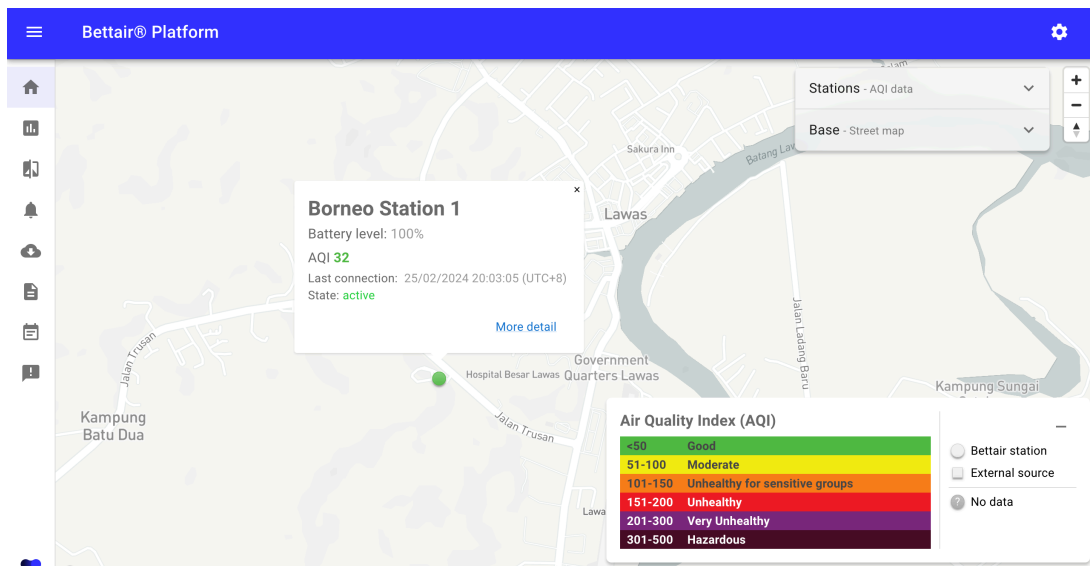 Bettair® Platform
Stations - AQI data
Base - Street map
Sakura Inn
Batang Law
Lawas
×
Borneo Station 1
Battery level: 100%
AQI 32
Last connection: 25/02/2024 20:03:05 (UTC+8)
State: active
More detail
Jalan Trusan
Jalan Ladang Baru
Government
Quarters Lawas
Hospital Besar Lawas
Kampung Sungai
Kampung
Batu Dua
Jalan Trusan
Lawa
Air Quality Index (AQI)
<50 Good
51-100 Moderate
101-150 Unhealthy for sensitive groups
151-200 Unhealthy
201-300 Very Unhealthy
301-500 Hazardous
Bettair station
External source
? No data